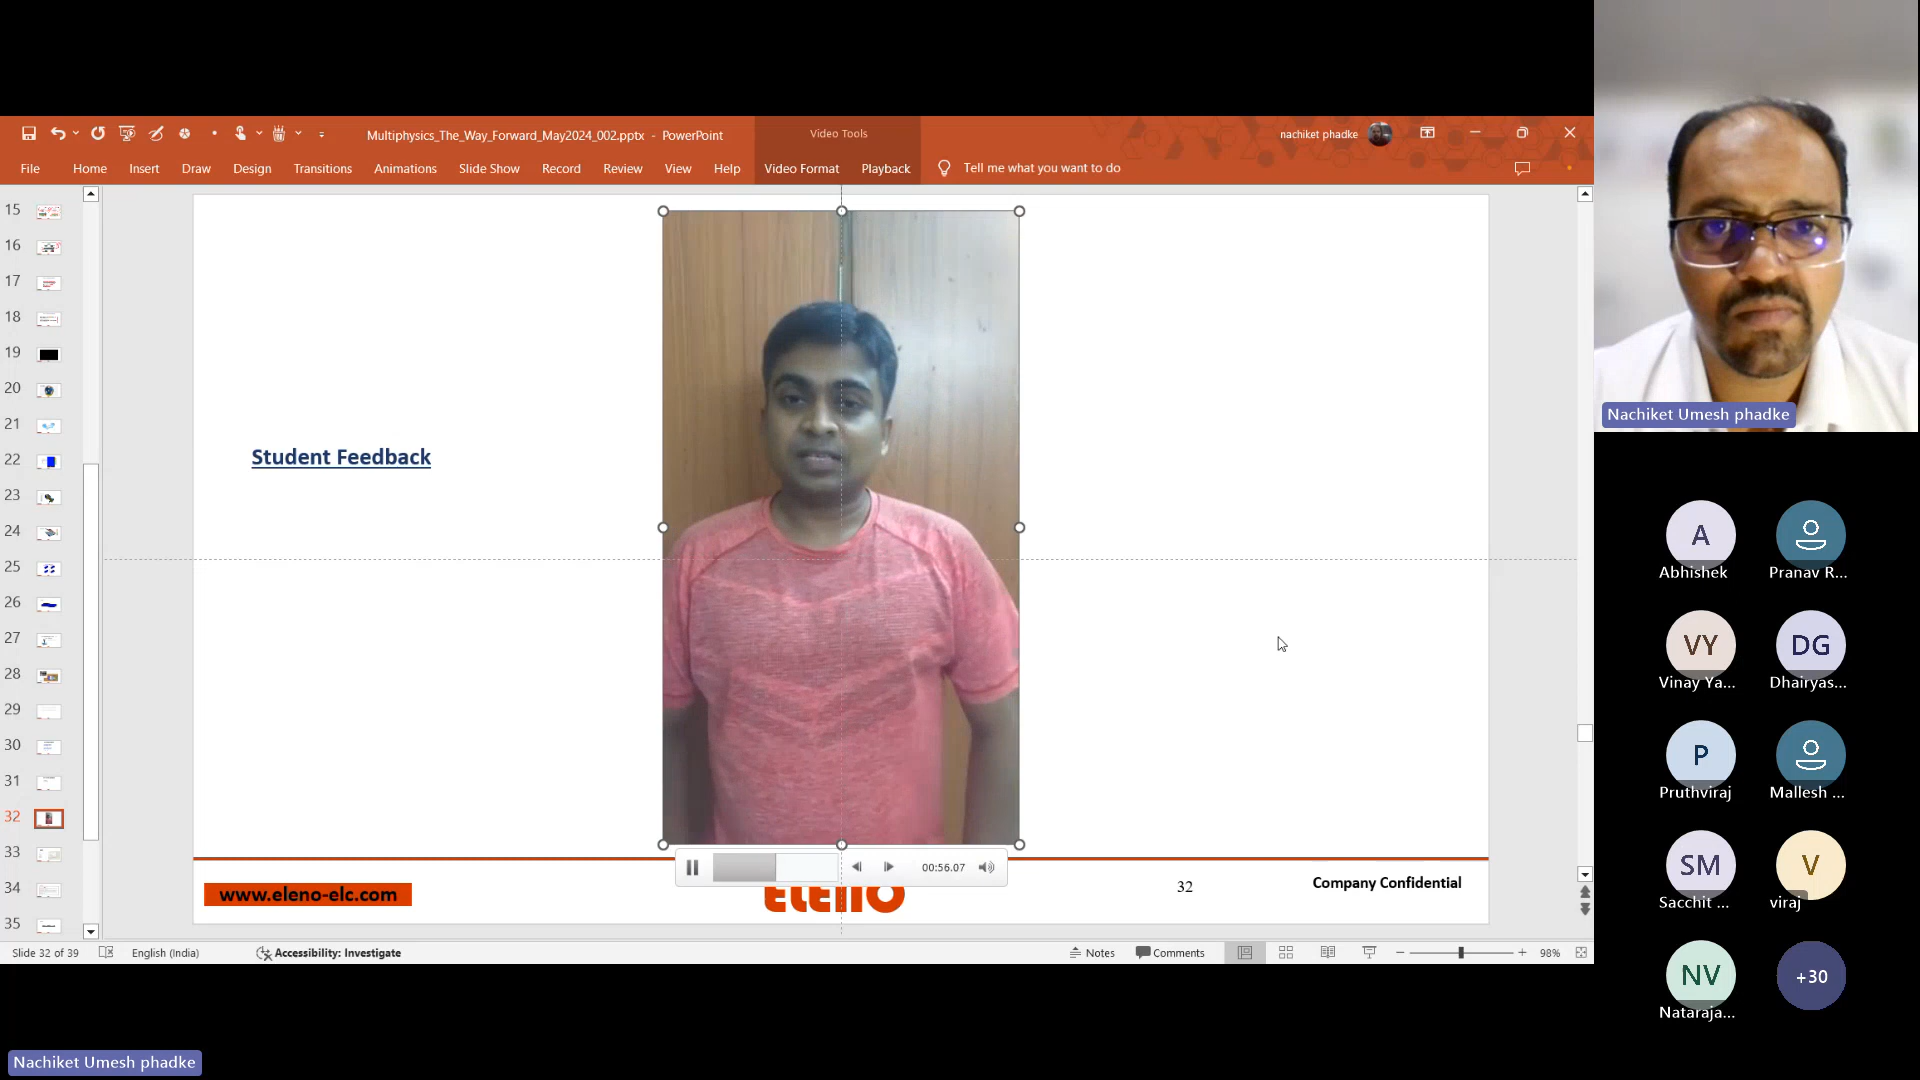 Multiphysics_The_Way_Forward_May2024_002.pptx - PowerPoint
Video Tools
nachiket phadke
File Home Insert Draw Design Transitions Animations Slide Show Record Review View Help Video Format Playback Tell me what you want to do
15
16
17
18
19
20
21
22
23
24
25
26
27
28
29
30
31
32
33
34
35
Student Feedback
00:56.07
www.eleno-elc.com
eleno
32
Company Confidential
Slide 32 of 39 English (India) Accessibility: Investigate Notes Comments 98%
Nachiket Umesh phadke
A
Abhishek
Pranav R...
VY
Vinay Ya...
DG
Dhairyas...
P
Pruthviraj
Mallesh ...
SM
Sacchit ...
V
viraj
NV
Nataraja...
+30
Nachiket Umesh phadke